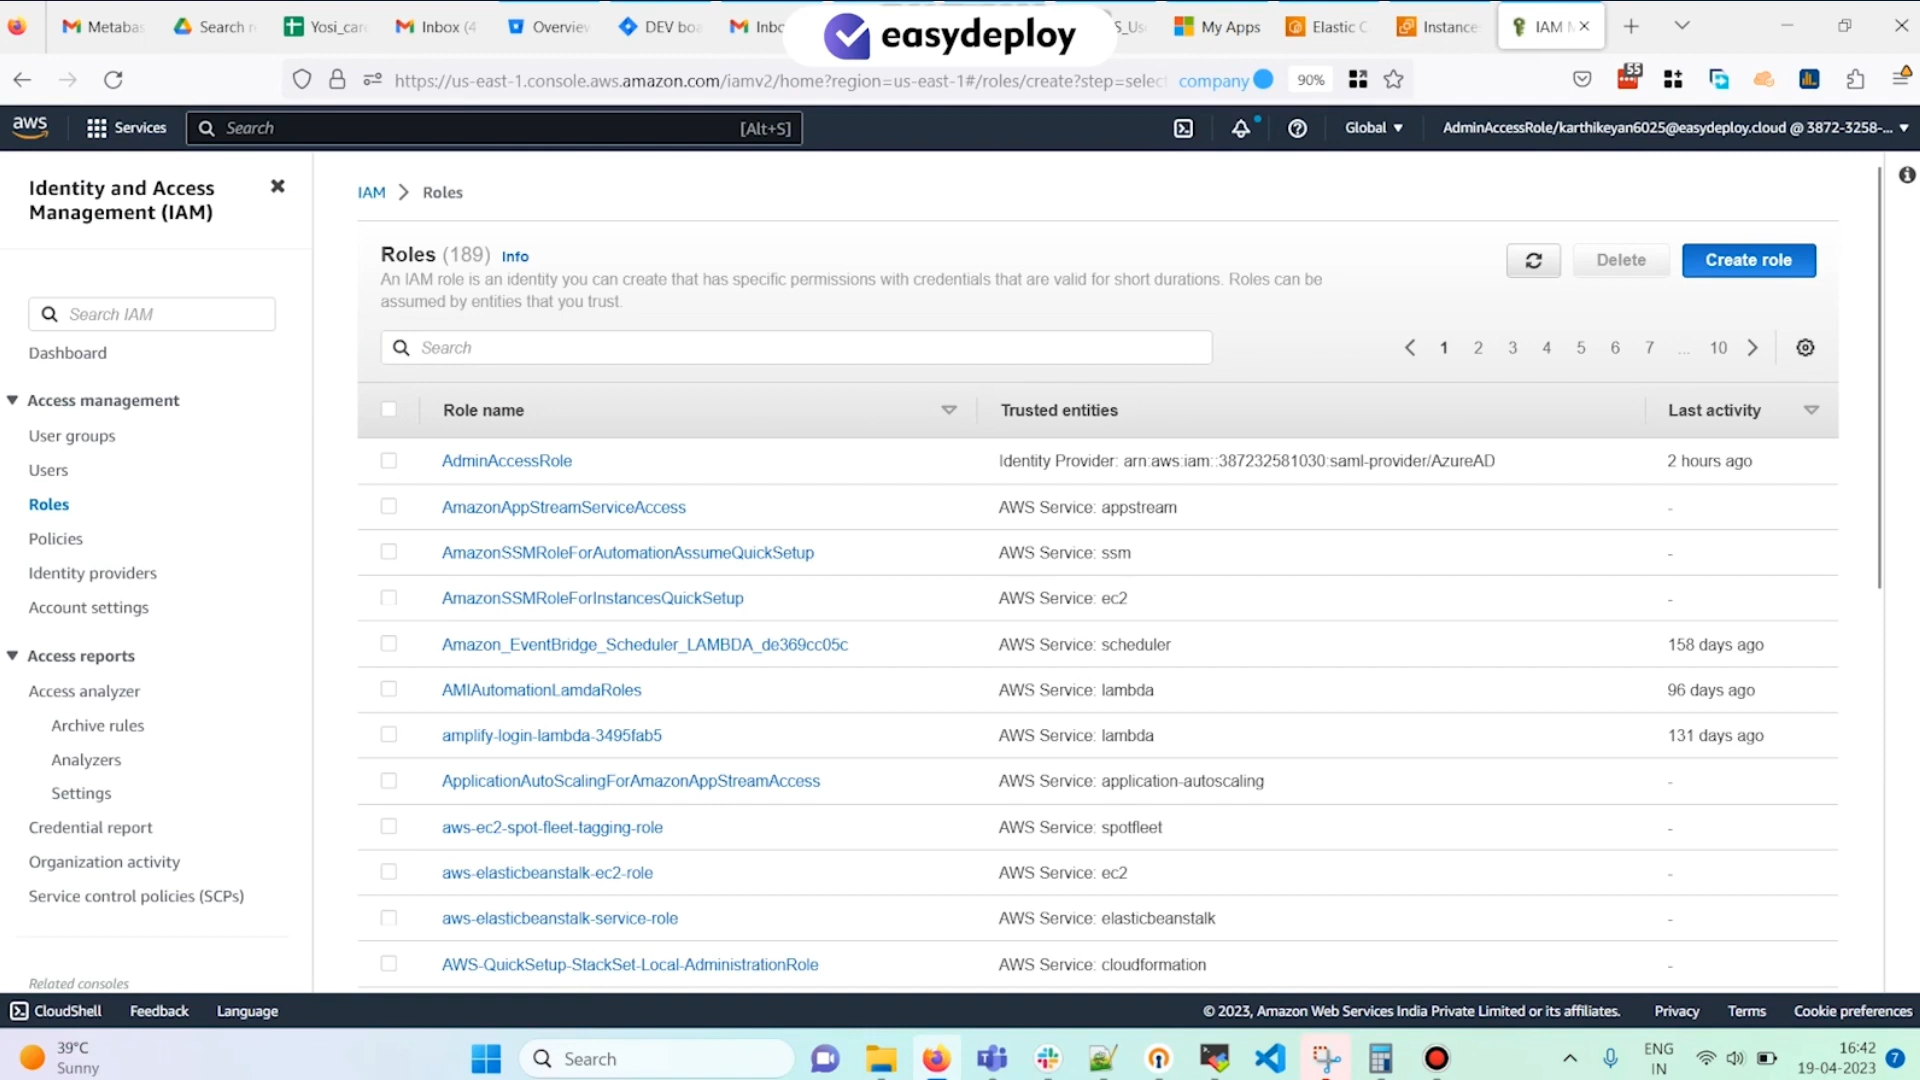 Metabas
Search r
Yosi_care
Inbox (4
Overview
DEV boa
Inbo
easydeploy
S_Use
My Apps
Elastic C
Instance
IAM M
https://us-east-1.console.aws.amazon.com/iamv2/home?region=us-east-1#/roles/create?step=select
company
90%
55
aws
Services
Search
[Alt+S]
Global
AdminAccessRole/karthikeyan6025@easydeploy.cloud @ 3872-3258-...
Identity and Access
Management (IAM)
Search IAM
Dashboard
Access management
User groups
Users
Roles
Policies
Identity providers
Account settings
Access reports
Access analyzer
Archive rules
Analyzers
Settings
Credential report
Organization activity
Service control policies (SCPs)
Related consoles
IAM > Roles
Roles (189) Info
An IAM role is an identity you can create that has specific permissions with credentials that are valid for short durations. Roles can be
assumed by entities that you trust.
Delete
Create role
Search
1 2 3 4 5 6 7 ... 10
Role name Trusted entities Last activity
AdminAccessRole Identity Provider: arn:aws:iam::387232581030:saml-provider/AzureAD 2 hours ago
AmazonAppStreamServiceAccess AWS Service: appstream -
AmazonSSMRoleForAutomationAssumeQuickSetup AWS Service: ssm -
AmazonSSMRoleForInstancesQuickSetup AWS Service: ec2 -
Amazon_EventBridge_Scheduler_LAMBDA_de369cc05c AWS Service: scheduler 158 days ago
AMIAutomationLamdaRoles AWS Service: lambda 96 days ago
amplify-login-lambda-3495fab5 AWS Service: lambda 131 days ago
ApplicationAutoScalingForAmazonAppStreamAccess AWS Service: application-autoscaling -
aws-ec2-spot-fleet-tagging-role AWS Service: spotfleet -
aws-elasticbeanstalk-ec2-role AWS Service: ec2 -
aws-elasticbeanstalk-service-role AWS Service: elasticbeanstalk -
AWS-QuickSetup-StackSet-Local-AdministrationRole AWS Service: cloudformation -
CloudShell
Feedback
Language
© 2023, Amazon Web Services India Private Limited or its affiliates.
Privacy
Terms
Cookie preferences
39°C
Sunny
Search
ENG
IN
16:42
19-04-2023
7